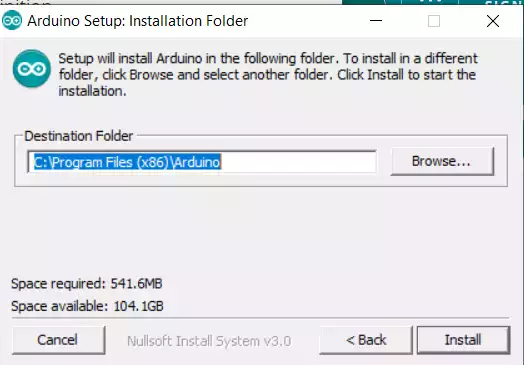 Arduino Setup: Installation Folder
Setup will install Arduino in the following folder. To install in a different
folder, click Browse and select another folder. Click Install to start the
installation.
Destination Folder
C:\Program Files (x86)\Arduino
Browse...
Space required: 541.6MB
Space available: 104.1GB
Cancel
Nullsoft Install System v3.0
< Back
Install